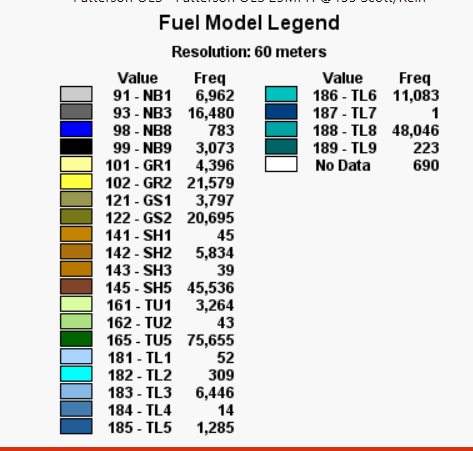 Fuel Model Legend
Resolution: 60 meters
Value Freq
91 - NB1 6,962
93 - NB3 16,480
98 - NB8 783
99 - NB9 3,073
101 - GR1 4,396
102 - GR2 21,579
121 - GS1 3,797
122 - GS2 20,695
141 - SH1 45
142 - SH2 5,834
143 - SH3 39
145 - SH5 45,536
161 - TU1 3,264
162 - TU2 43
165 - TU5 75,655
181 - TL1 52
182 - TL2 309
183 - TL3 6,446
184 - TL4 14
185 - TL5 1,285
Value Freq
186 - TL6 11,083
187 - TL7 1
188 - TL8 48,046
189 - TL9 223
No Data 690